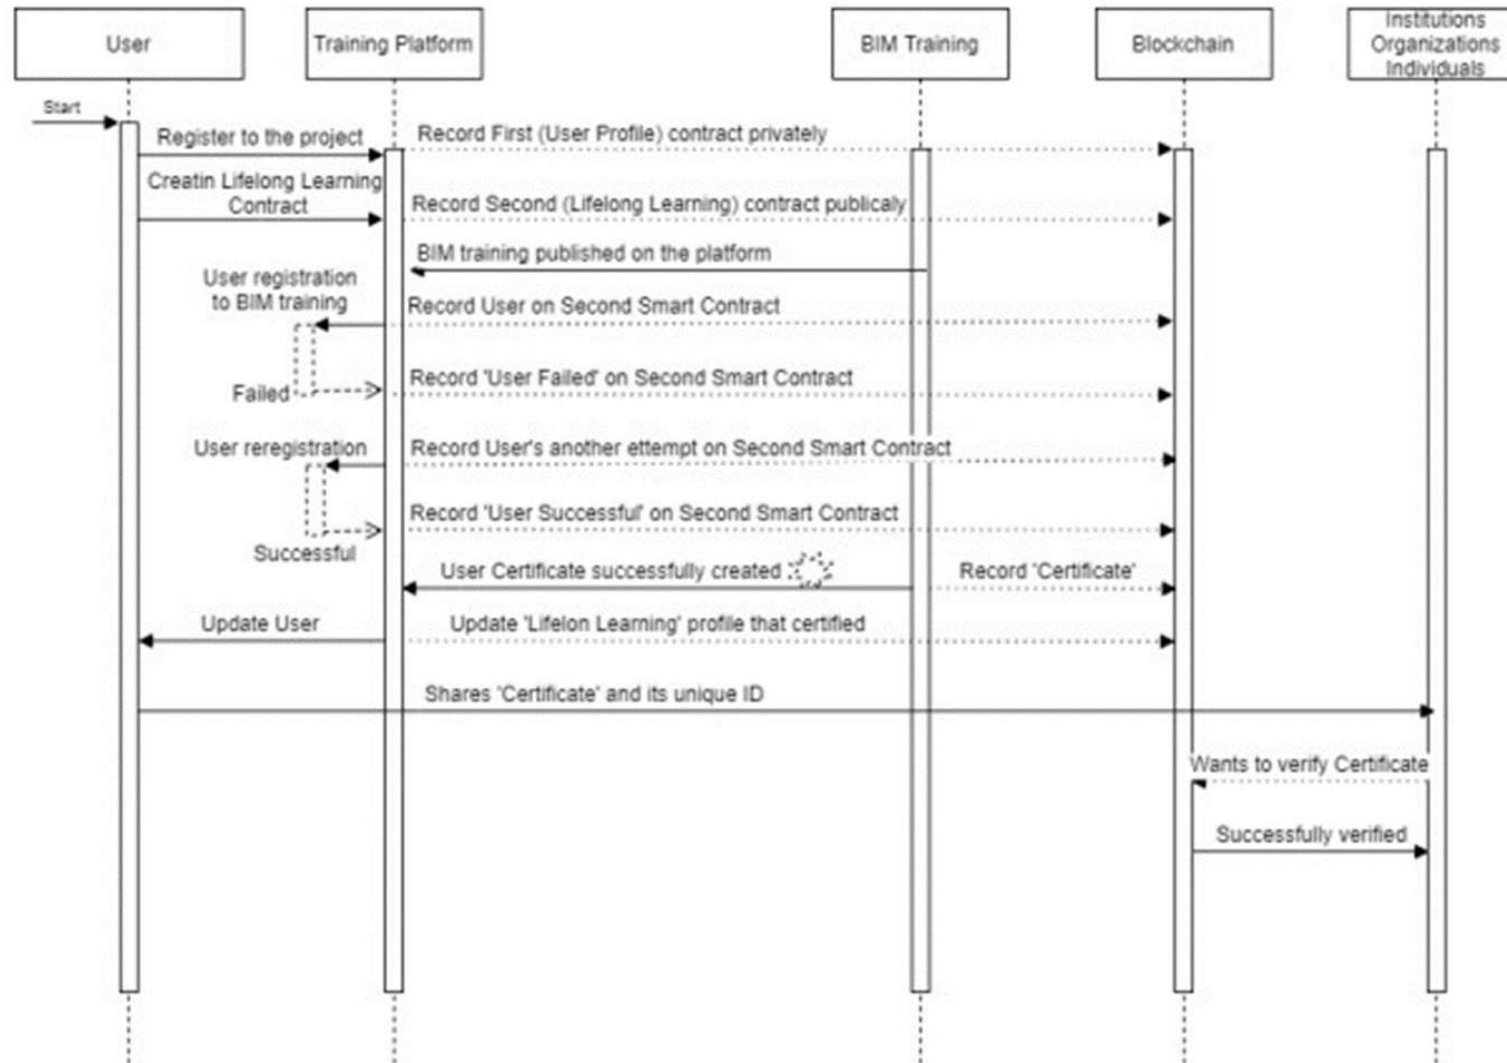 User
Training Platform
BIM Training
Blockchain
Institutions
Organizations
Individuals
Start
Register to the project
Record First (User Profile) contract privately
Creatin Lifelong Learning
Contract
Record Second (Lifelong Learning) contract publicaly
BIM training published on the platform
User registration
to BIM training
Record User on Second Smart Contract
Failed
Record 'User Failed' on Second Smart Contract
User reregistration
Record User's another ettempt on Second Smart Contract
Record 'User Successful' on Second Smart Contract
Successful
User Certificate successfully created
Record 'Certificate'
Update User
Update 'Lifelon Learning' profile that certified
Shares 'Certificate' and its unique ID
Wants to verify Certificate
Successfully verified